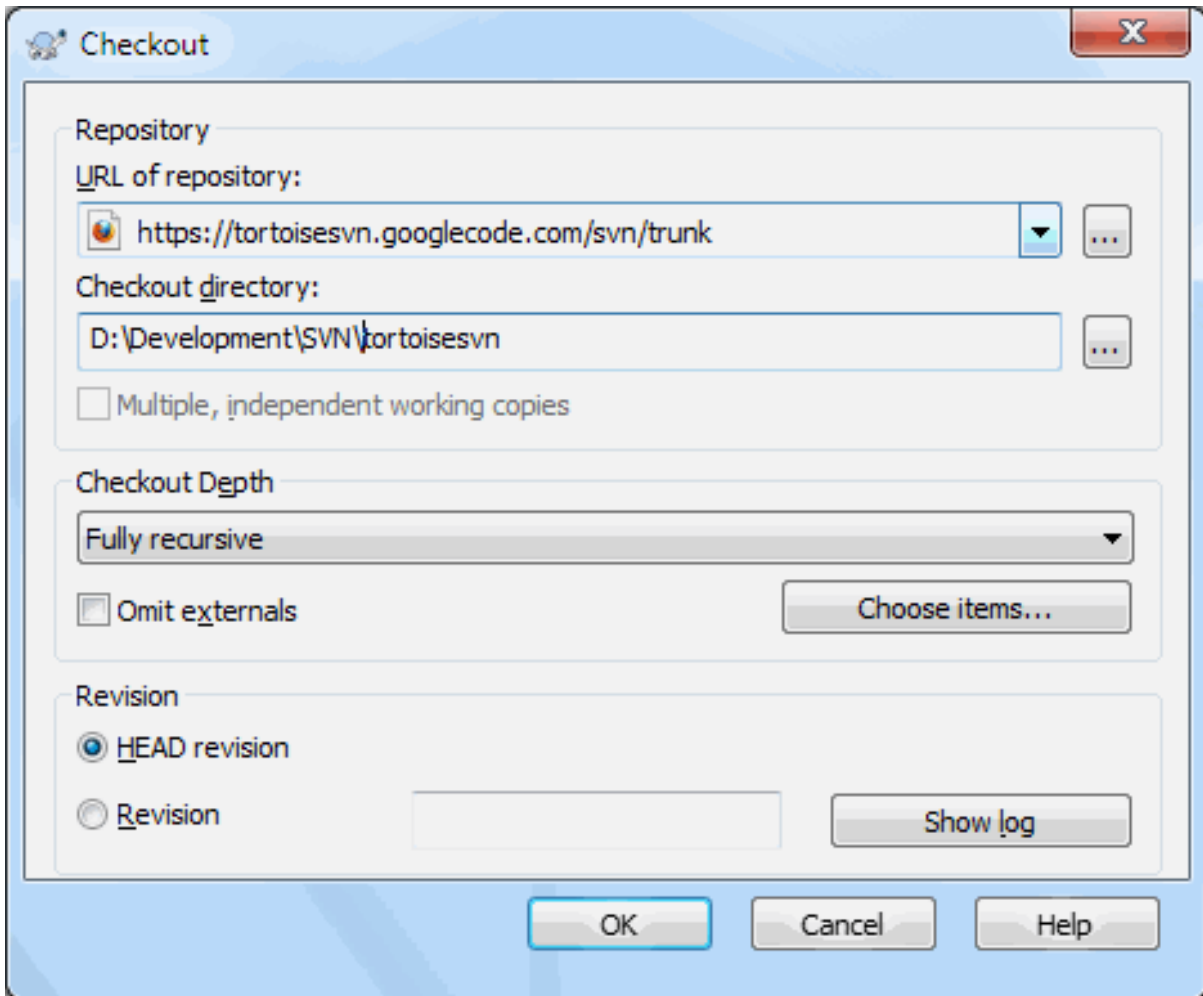 Checkout
Repository
URL of repository:
https://tortoisesvn.googlecode.com/svn/trunk
...
Checkout directory:
D:\Development\SVN\tortoisesvn
...
Multiple, independent working copies
Checkout Depth
Fully recursive
Omit externals
Choose items...
Revision
HEAD revision
Revision
Show log
OK
Cancel
Help